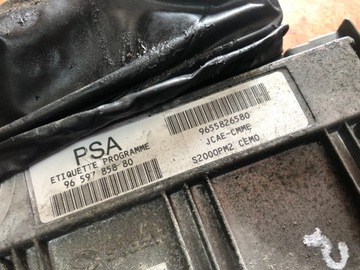 PSA
ETIQUETTE PROGRAMME
96 597 858 80
9655826580
JCAE-CMME
S2000PM2 CEMO